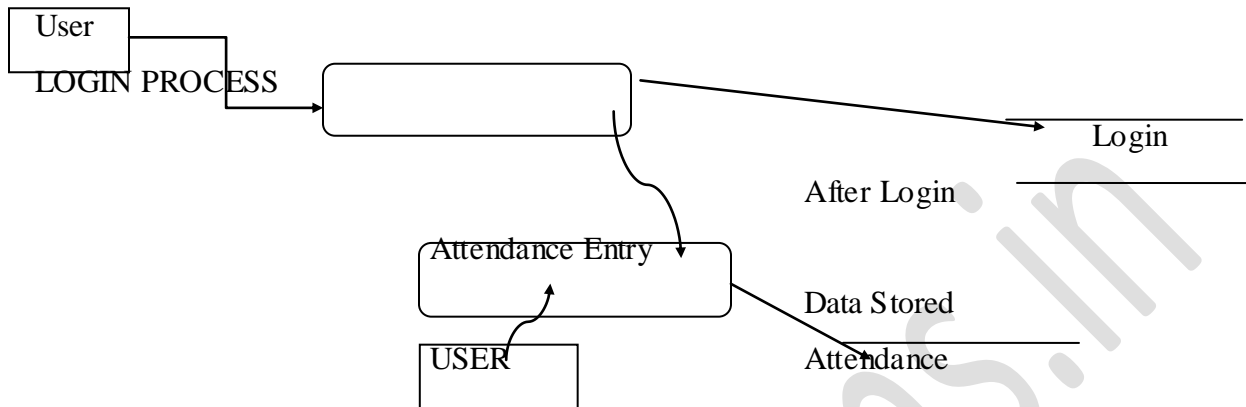 User
LOGIN PROCESS
Login
After Login
Attendance Entry
Data Stored
USER
Attendance